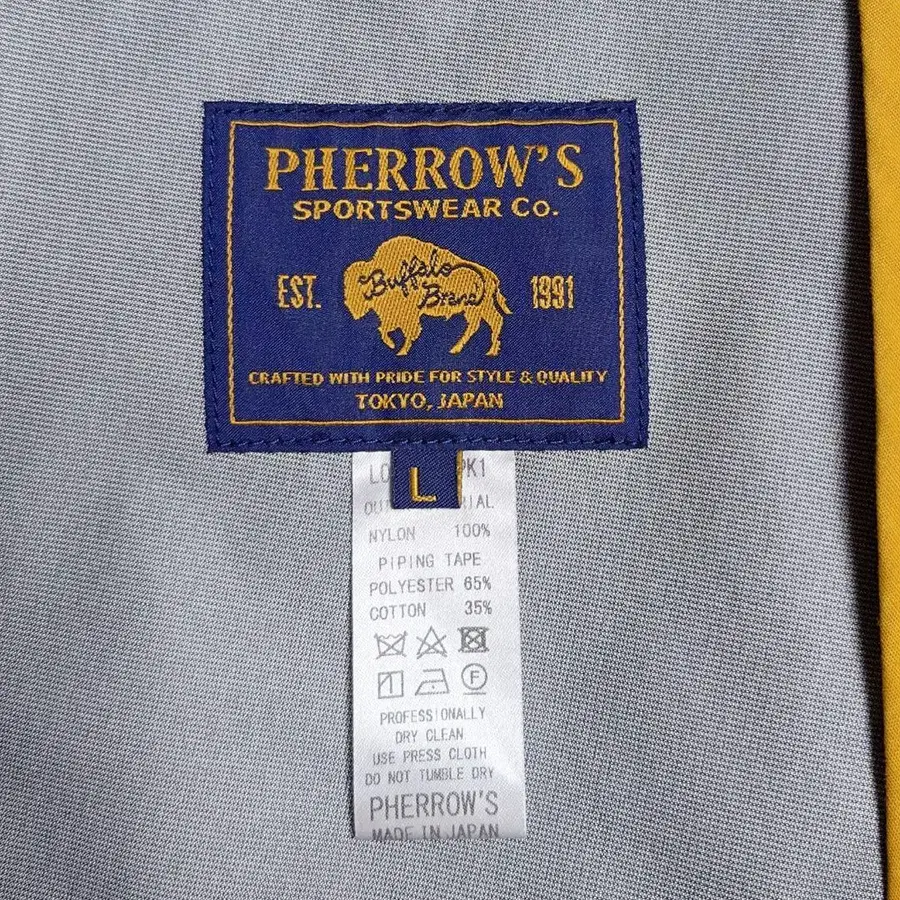 PHERROW'S
SPORTSWEAR Co.
EST. 1991
Buffalo
Brand
CRAFTED WITH PRIDE FOR STYLE & QUALITY
TOKYO, JAPAN
L
NYLON 100%
PIPING TAPE
POLYESTER 65%
COTTON 35%
F
PROFESSIONALLY
DRY CLEAN
USE PRESS CLOTH
DO NOT TUMBLE DRY
PHERROW'S
MADE IN JAPAN